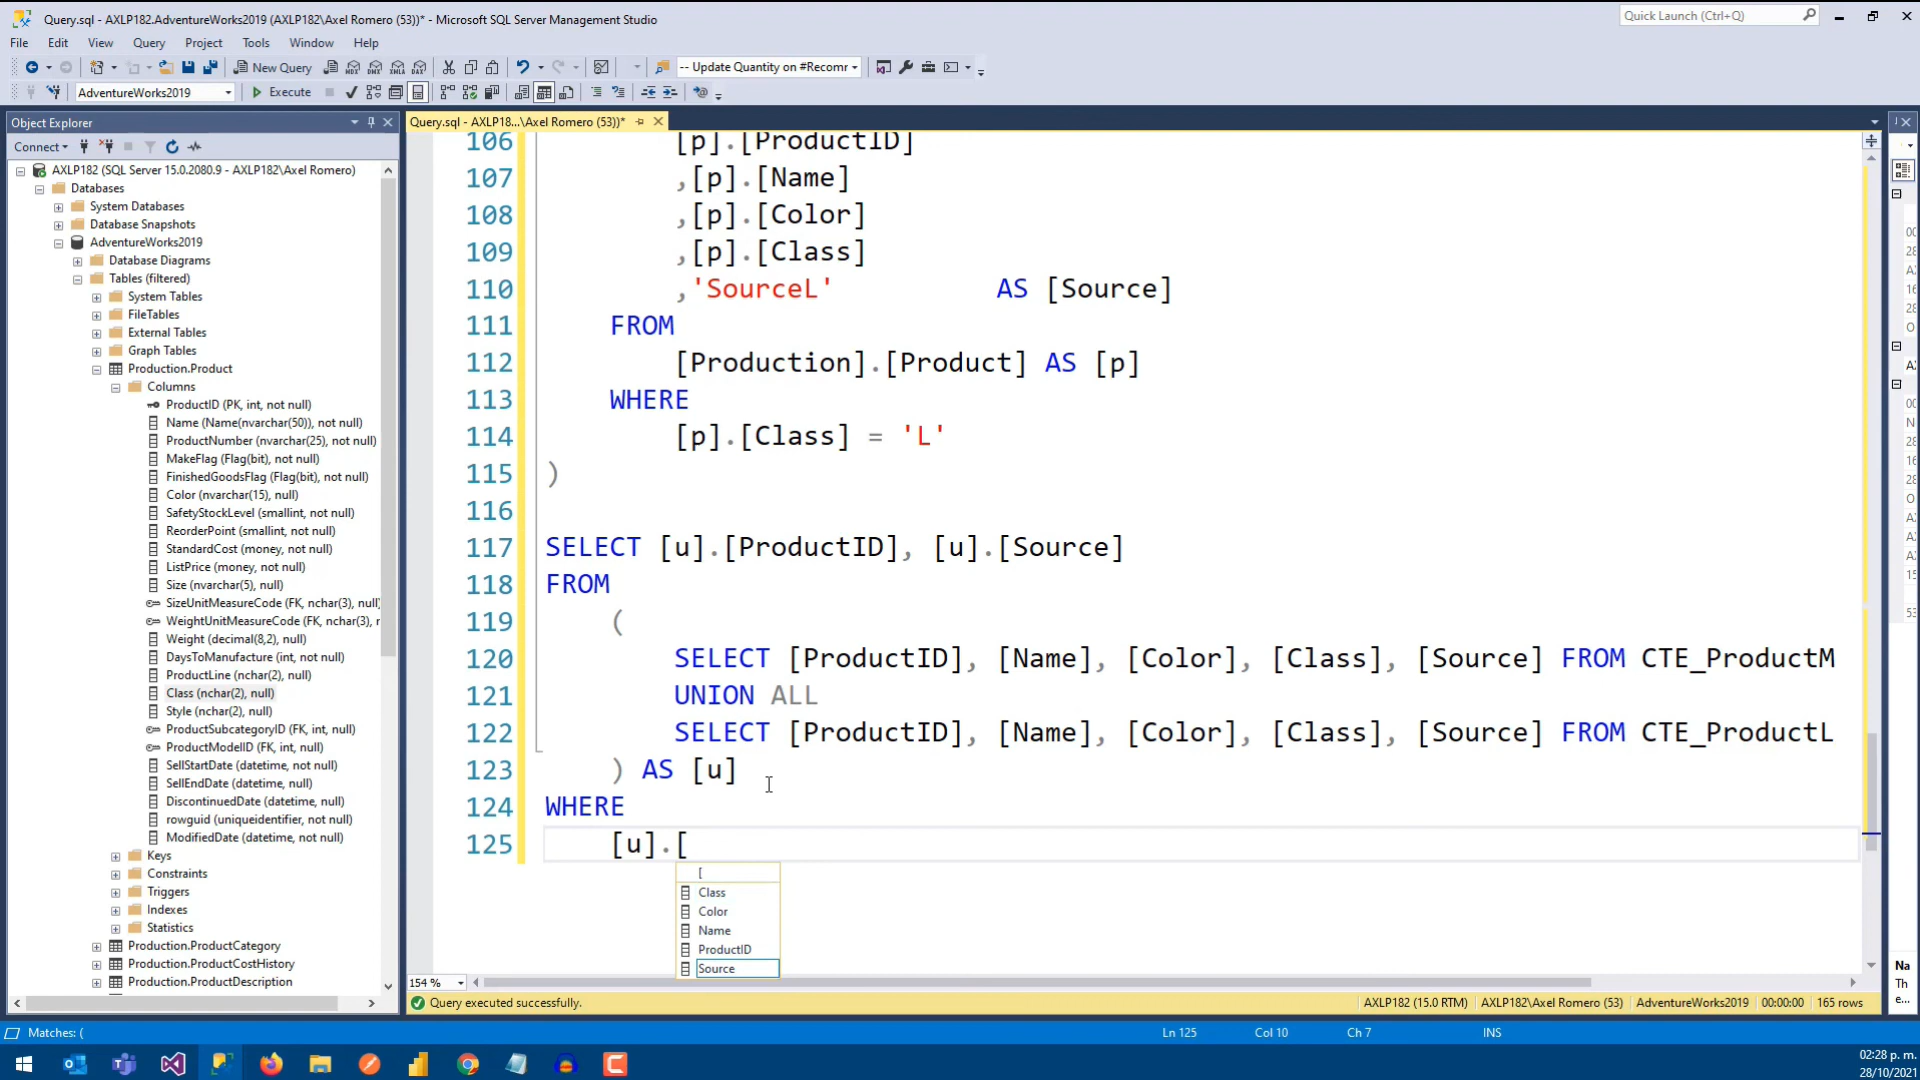 Query.sql - AXLP182.AdventureWorks2019 (AXLP182\Axel Romero (53))* - Microsoft SQL Server Management Studio
Quick Launch (Ctrl+Q)
File Edit View Query Project Tools Window Help
New Query
-- Update Quantity on #Recomr
AdventureWorks2019
Execute
Object Explorer
Connect
AXLP182 (SQL Server 15.0.2080.9 - AXLP182\Axel Romero)
Databases
System Databases
Database Snapshots
AdventureWorks2019
Database Diagrams
Tables (filtered)
System Tables
FileTables
External Tables
Graph Tables
Production.Product
Columns
ProductID (PK, int, not null)
Name (Name(nvarchar(50)), not null)
ProductNumber (nvarchar(25), not null)
MakeFlag (Flag(bit), not null)
FinishedGoodsFlag (Flag(bit), not null)
Color (nvarchar(15), null)
SafetyStockLevel (smallint, not null)
ReorderPoint (smallint, not null)
StandardCost (money, not null)
ListPrice (money, not null)
Size (nvarchar(5), null)
SizeUnitMeasureCode (FK, nchar(3), null)
WeightUnitMeasureCode (FK, nchar(3), r
Weight (decimal(8,2), null)
DaysToManufacture (int, not null)
ProductLine (nchar(2), null)
Class (nchar(2), null)
Style (nchar(2), null)
ProductSubcategoryID (FK, int, null)
ProductModelID (FK, int, null)
SellStartDate (datetime, not null)
SellEndDate (datetime, null)
DiscontinuedDate (datetime, null)
rowguid (uniqueidentifier, not null)
ModifiedDate (datetime, not null)
Keys
Constraints
Triggers
Indexes
Statistics
Production.ProductCategory
Production.ProductCostHistory
Production.ProductDescription
Query.sql - AXLP18...\Axel Romero (53))*
106 [p].[ProductID]
107 ,[p].[Name]
108 ,[p].[Color]
109 ,[p].[Class]
110 ,'SourceL' AS [Source]
111 FROM
112 [Production].[Product] AS [p]
113 WHERE
114 [p].[Class] = 'L'
115 )
116
117 SELECT [u].[ProductID], [u].[Source]
118 FROM
119 (
120 SELECT [ProductID], [Name], [Color], [Class], [Source] FROM CTE_ProductM
121 UNION ALL
122 SELECT [ProductID], [Name], [Color], [Class], [Source] FROM CTE_ProductL
123 ) AS [u]
124 WHERE
125 [u].[
[
Class
Color
Name
ProductID
Source
154 %
Query executed successfully.
AXLP182 (15.0 RTM) AXLP182\Axel Romero (53) AdventureWorks2019 00:00:00 165 rows
Na
Th
e...
Matches: (
Ln 125 Col 10 Ch 7 INS
02:28 p. m.
28/10/2021